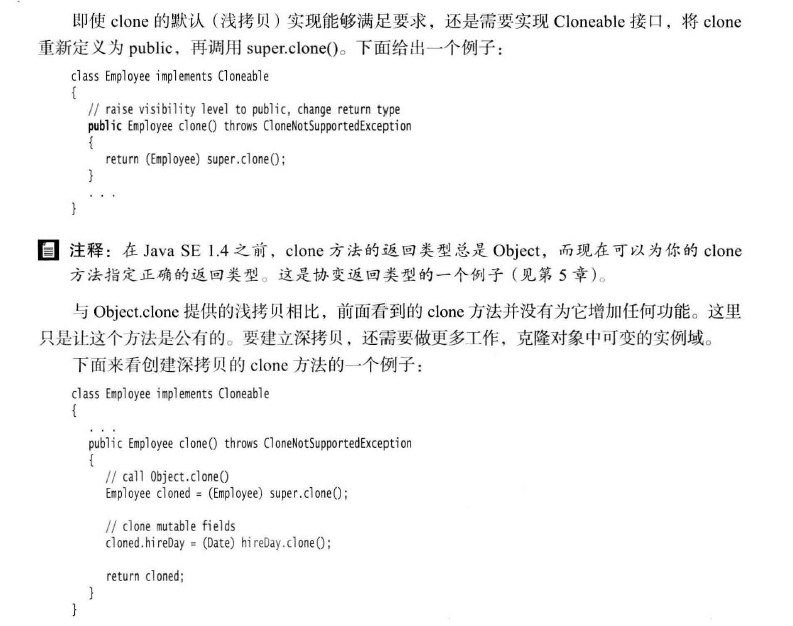 即使 clone 的默认（浅拷贝）实现能够满足要求，还是需要实现 Cloneable 接口，将 clone
重新定义为 public，再调用 super.clone()。下面给出一个例子：
class Employee implements Cloneable
{
// raise visibility level to public, change return type
public Employee clone() throws CloneNotSupportedException
{
return (Employee) super.clone();
}
. . .
}
注释：在 Java SE 1.4 之前，clone 方法的返回类型总是 Object，而现在可以为你的 clone
方法指定正确的返回类型。这是协变返回类型的一个例子（见第 5 章）。
与 Object.clone 提供的浅拷贝相比，前面看到的 clone 方法并没有为它增加任何功能。这里
只是让这个方法是公有的。要建立深拷贝，还需要做更多工作，克隆对象中可变的实例域。
下面来看创建深拷贝的 clone 方法的一个例子：
class Employee implements Cloneable
{
. . .
public Employee clone() throws CloneNotSupportedException
{
// call Object.clone()
Employee cloned = (Employee) super.clone();
// clone mutable fields
cloned.hireDay = (Date) hireDay.clone();
return cloned;
}
}